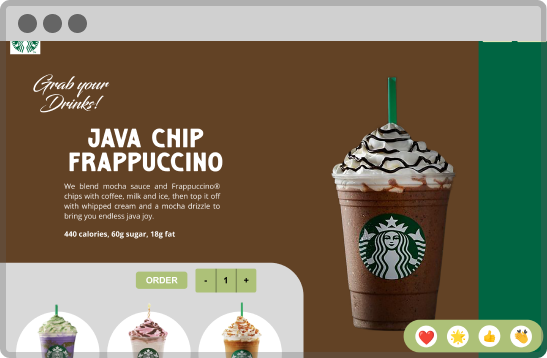 Grab your
Drinks!
JAVA CHIP
FRAPPUCCINO
We blend mocha sauce and Frappuccino®
chips with coffee, milk and ice, then top it off
with whipped cream and a mocha drizzle to
bring you endless java joy.
440 calories, 60g sugar, 18g fat
ORDER
- 1 +